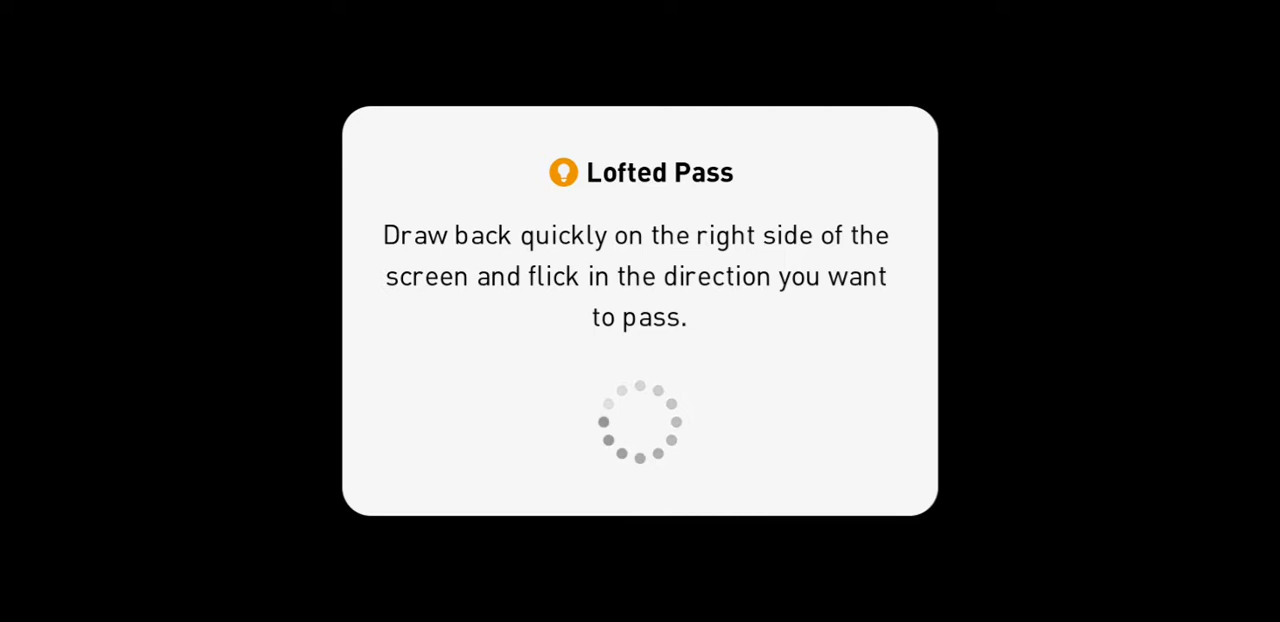 Lofted Pass
Draw back quickly on the right side of the
screen and flick in the direction you want
to pass.